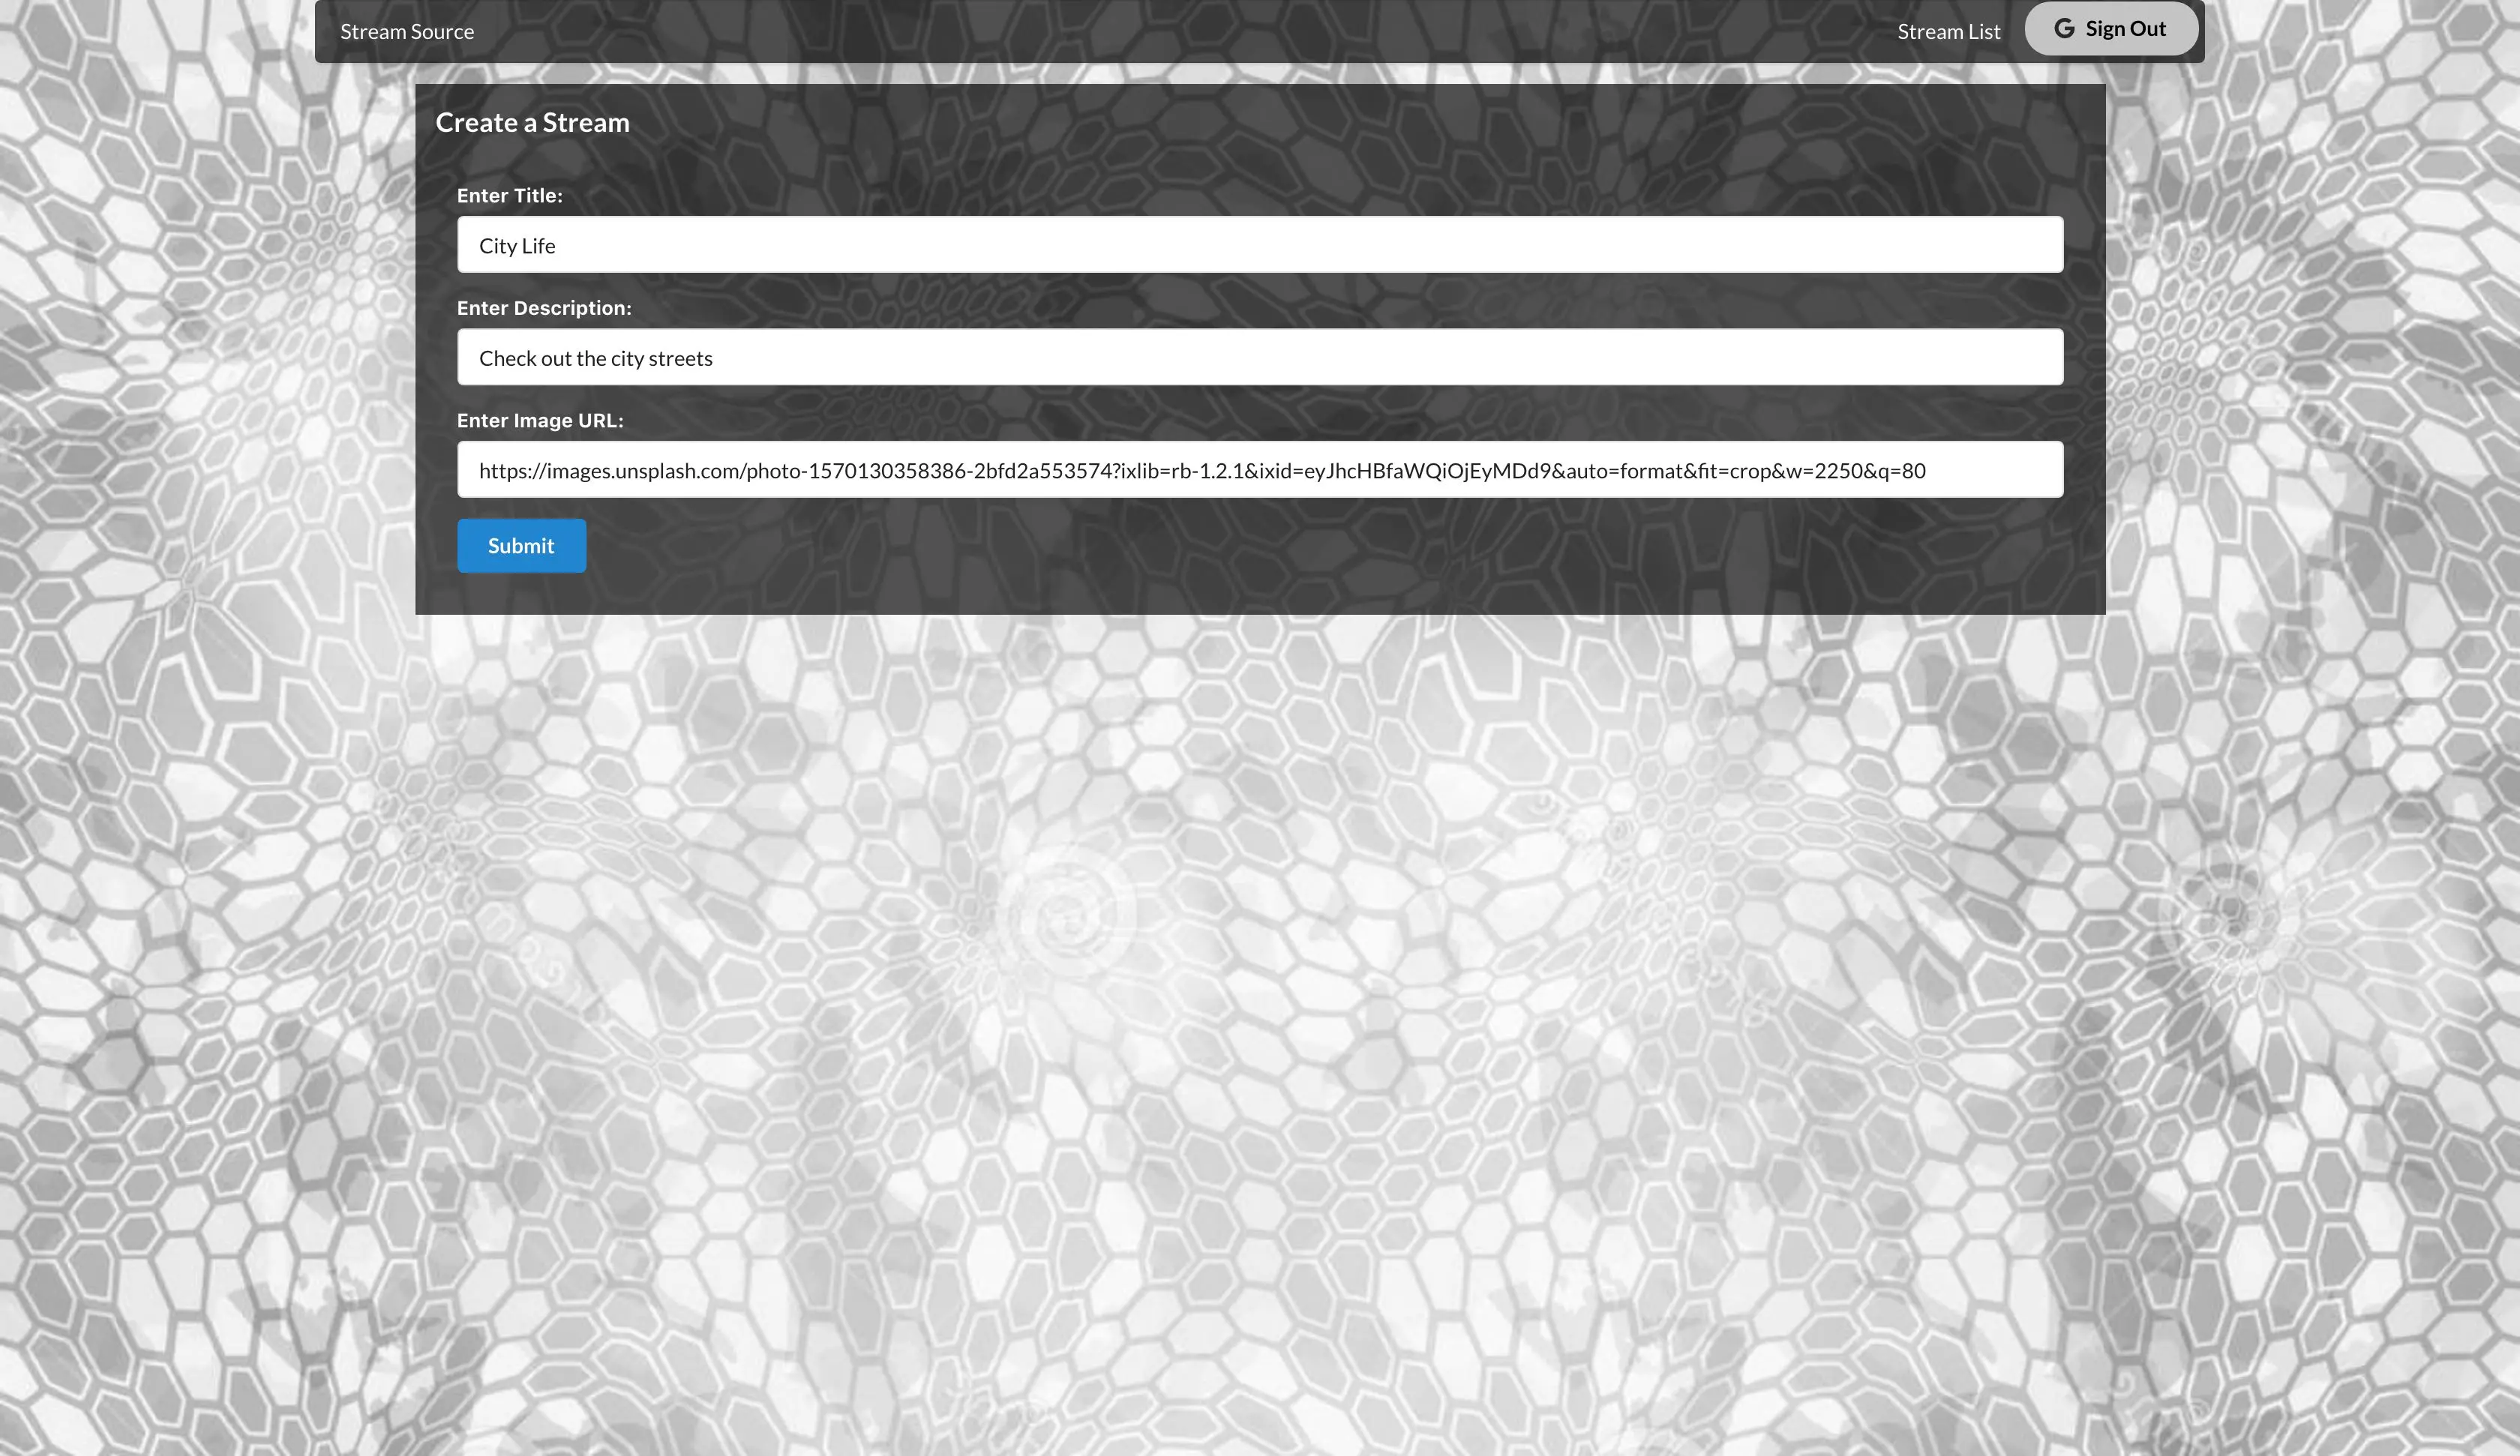 Stream Source
Stream List
Sign Out
Create a Stream
Enter Title:
City Life
Enter Description:
Check out the city streets
Enter Image URL:
https://images.unsplash.com/photo-1570130358386-2bfd2a553574?ixlib=rb-1.2.1&ixid=eyJhcHBfaWQiOjEyMDd9&auto=format&fit=crop&w=2250&q=80
Submit